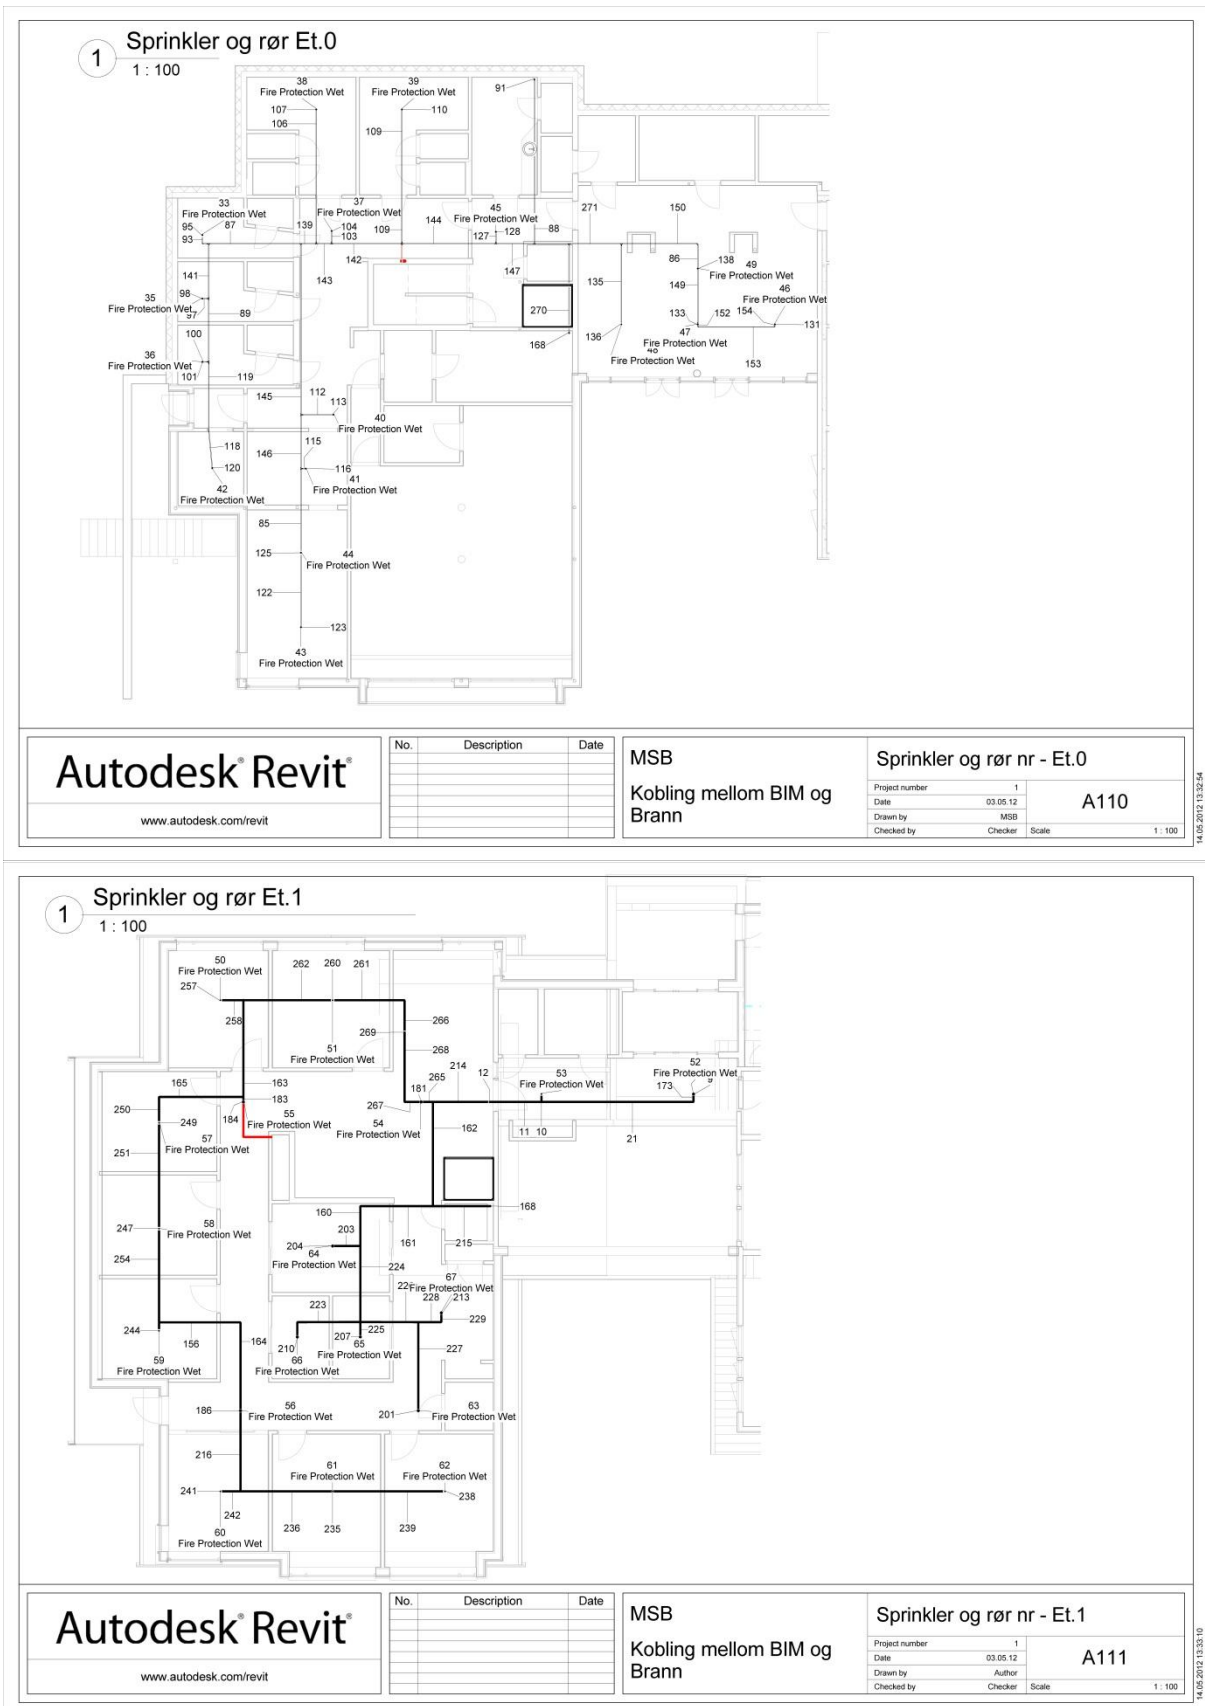 1
Sprinkler og rør Et.0
1 : 100
38
Fire Protection Wet
107
106
39
Fire Protection Wet
110
109
91
33
Fire Protection Wet
95
93
87
139
37
Fire Protection Wet
104
103
109
144
45
Fire Protection Wet
127
128
88
271
150
141
143
142
147
86
138
49
Fire Protection Wet
35
Fire Protection Wet
98
97
89
270
135
149
46
Fire Protection Wet
133
152
154
131
36
Fire Protection Wet
100
101
119
168
136
47
Fire Protection Wet
Fire Protection Wet
153
145
112
113
40
Fire Protection Wet
118
120
146
115
116
41
Fire Protection Wet
42
Fire Protection Wet
85
125
44
Fire Protection Wet
122
123
43
Fire Protection Wet
Autodesk® Revit®
www.autodesk.com/revit
No. Description Date
MSB
Kobling mellom BIM og
Brann
Sprinkler og rør nr - Et.0
Project number 1
Date 03.05.12
Drawn by MSB
Checked by Checker
A110
Scale 1 : 100
14.05.2012 13:32:54
1
Sprinkler og rør Et.1
1 : 100
50
Fire Protection Wet
257
258
262
260
261
266
269
268
51
Fire Protection Wet
52
Fire Protection Wet
173
53
Fire Protection Wet
165
163
183
184
55
Fire Protection Wet
181
265
214
12
267
54
Fire Protection Wet
162
11
10
21
250
249
57
Fire Protection Wet
251
247
58
Fire Protection Wet
254
160
168
203
204
64
Fire Protection Wet
161
215
224
67
Fire Protection Wet
223
228
213
229
244
156
164
210
66
Fire Protection Wet
207
225
65
Fire Protection Wet
227
59
Fire Protection Wet
186
56
Fire Protection Wet
201
63
Fire Protection Wet
216
61
Fire Protection Wet
62
Fire Protection Wet
241
242
236
235
239
238
60
Fire Protection Wet
Autodesk® Revit®
www.autodesk.com/revit
No. Description Date
MSB
Kobling mellom BIM og
Brann
Sprinkler og rør nr - Et.1
Project number 1
Date 03.05.12
Drawn by Author
Checked by Checker
A111
Scale 1 : 100
14.05.2012 13:33:10